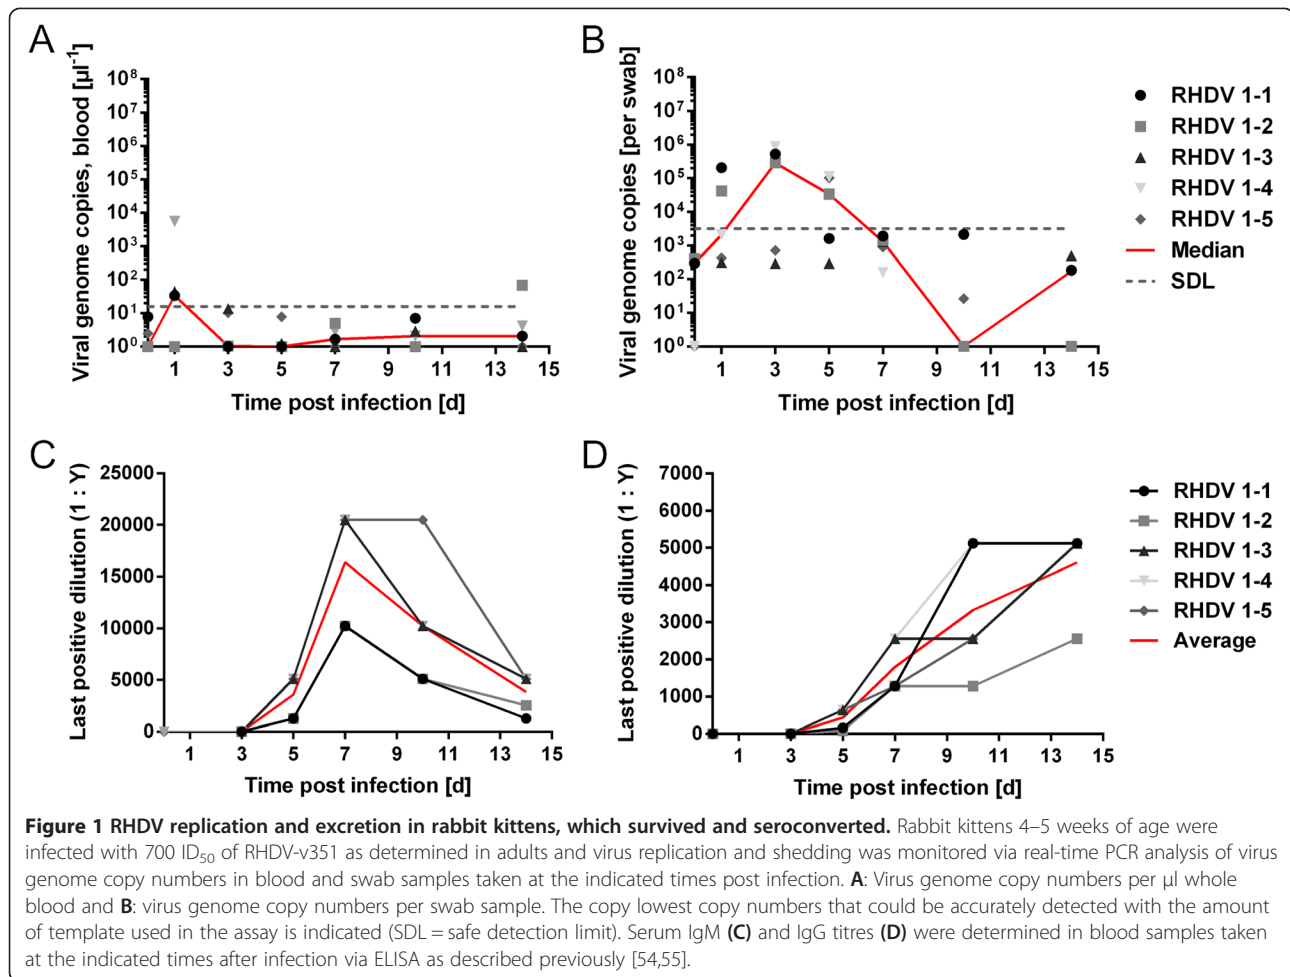 A
Viral genome copies, blood [µl⁻¹]
10⁸
10⁷
10⁶
10⁵
10⁴
10³
10²
10¹
10⁰
1 3 5 7 9 11 13 15
Time post infection [d]
B
Viral genome copies [per swab]
10⁸
10⁷
10⁶
10⁵
10⁴
10³
10²
10¹
10⁰
1 3 5 7 9 11 13 15
Time post infection [d]
RHDV 1-1
RHDV 1-2
RHDV 1-3
RHDV 1-4
RHDV 1-5
Median
SDL
C
Last positive dilution (1 : Y)
25000
20000
15000
10000
5000
0
1 3 5 7 9 11 13 15
Time post infection [d]
D
Last positive dilution (1 : Y)
7000
6000
5000
4000
3000
2000
1000
0
1 3 5 7 9 11 13 15
Time post infection [d]
RHDV 1-1
RHDV 1-2
RHDV 1-3
RHDV 1-4
RHDV 1-5
Average
Figure 1 RHDV replication and excretion in rabbit kittens, which survived and seroconverted. Rabbit kittens 4–5 weeks of age were
infected with 700 ID₅₀ of RHDV-v351 as determined in adults and virus replication and shedding was monitored via real-time PCR analysis of virus
genome copy numbers in blood and swab samples taken at the indicated times post infection. A: Virus genome copy numbers per µl whole
blood and B: virus genome copy numbers per swab sample. The copy lowest copy numbers that could be accurately detected with the amount
of template used in the assay is indicated (SDL = safe detection limit). Serum IgM (C) and IgG titres (D) were determined in blood samples taken
at the indicated times after infection via ELISA as described previously [54,55].